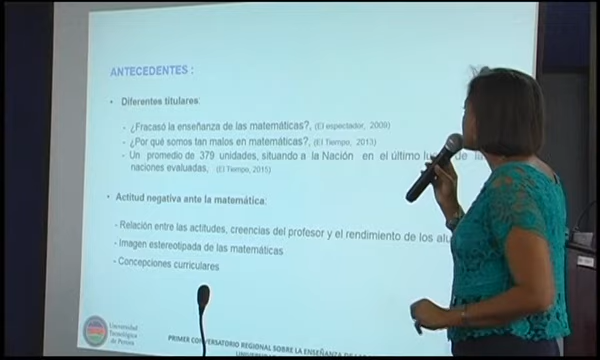 ANTECEDENTES :
• Diferentes titulares:
- ¿Fracasó la enseñanza de las matemáticas?, (El espectador, 2009)
- ¿Por qué somos tan malos en matemáticas?, (El Tiempo, 2013)
- Un promedio de 379 unidades, situando a la Nación en el último de la
naciones evaluadas, (El Tiempo, 2015)
• Actitud negativa ante la matemática:
- Relación entre las actitudes, creencias del profesor y el rendimiento de los
- Imagen estereotipada de las matemáticas
- Concepciones curriculares
Universidad
Tecnológica
de Pereira
PRIMER CONVERSATORIO REGIONAL SOBRE LA ENSEÑANZA DE